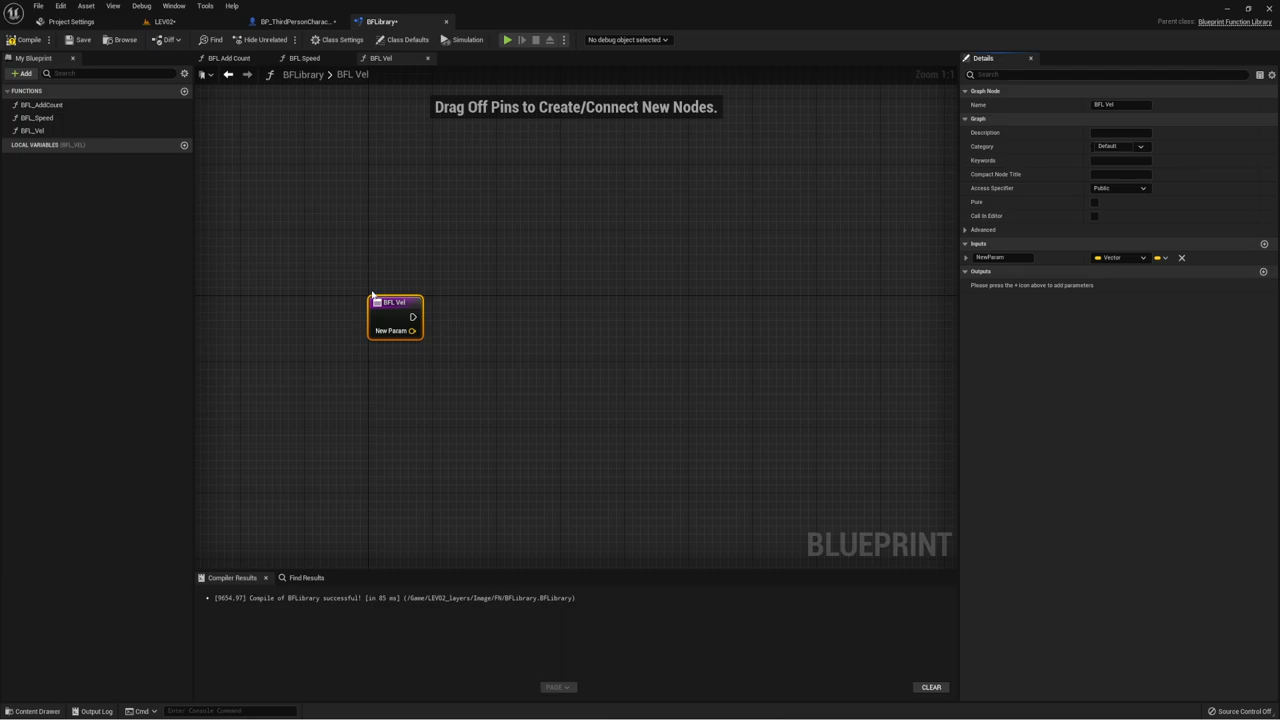 File Edit Asset View Debug Window Tools Help
Project Settings LEV02* BP_ThirdPersonCharac..* BFLibrary* Parent class: Blueprint Function Library
Compile Save Browse Diff Find Hide Unrelated Class Settings Class Defaults Simulation No debug object selected
My Blueprint BFL Add Count BFL Speed BFL Vel Details
Add Search BFLibrary > BFL Vel Zoom 1:1 Search
FUNCTIONS
BFL_AddCount
BFL_Speed
BFL_Vel
LOCAL VARIABLES (BFL_VEL)
Drag Off Pins to Create/Connect New Nodes.
BFL Vel
New Param
BLUEPRINT
Graph Node
Name BFL Vel
Graph
Description
Category Default
Keywords
Compact Node Title
Access Specifier Public
Pure
Call In Editor
Advanced
Inputs
NewParam Vector
Outputs
Please press the + icon above to add parameters
Compiler Results Find Results
[9654,97] Compile of BFLibrary successful! [in 85 ms] (/Game/LEV02_layers/Image/FN/BFLibrary.BFLibrary)
PAGE CLEAR
Content Drawer Output Log Cmd Enter Console Command Source Control Off